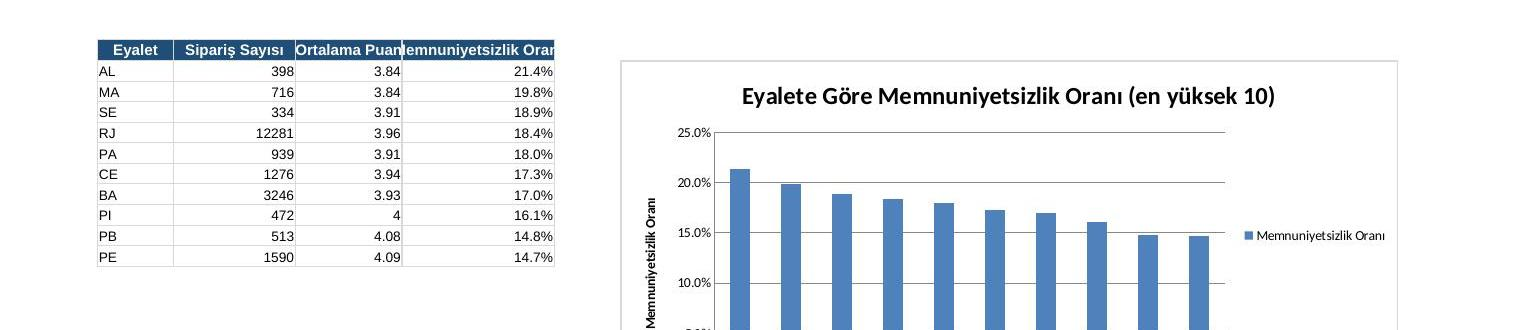 Eyalet Sipariş Sayısı Ortalama Puan
AL 398 3.84 21.4%
MA 716 3.84 19.8%
SE 334 3.91 18.9%
RJ 12281 3.96 18.4%
PA 939 3.91 18.0%
CE 1276 3.94 17.3%
BA 3246 3.93 17.0%
PI 472 4 16.1%
PB 513 4.08 14.8%
PE 1590 4.09 14.7%
Eyalete Göre Memnuniyetsizlik Oranı (en yüksek 10)
25.0%
20.0%
15.0%
10.0%
Memnuniyetsizlik Oranı
Memnuniyetsizlik Oranı